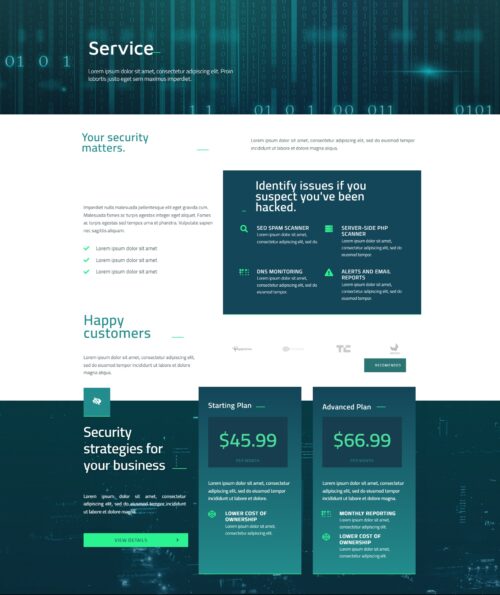 Service
Lorem ipsum dolor sit amet, consectetur adipiscing elit. Proin
lobortis justo eget sem maximus imperdiet.
01 0 1
1 1 01 0 1 00 011 0101
Your security
matters.
Lorem ipsum dolor sit amet, consectetur adipiscing elit, sed do eiusmod tempor
incididunt ut labore et dolore magna aliqua.
Identify issues if you
suspect you've been
hacked.
Imperdiet nulla malesuada pellentesque elit eget gravida cum.
Malesuada fames ac turpis egestas integer eget aliquet. Fames
ac turpis egestas sed tempus urna et pharetra. Vulputate sapien
nec sagittis aliquam.
Lorem ipsum dolor sit amet
Lorem ipsum dolor sit amet
Lorem ipsum dolor sit amet
SEO SPAM SCANNER
Lorem ipsum dolor sit amet,
consectetur adipiscing elit, sed do
SERVER-SIDE PHP
SCANNER
Lorem ipsum dolor sit amet,
consectetur adipiscing elit, sed do
eiusmod tempor
DNS MONITORING
Lorem ipsum dolor sit amet,
consectetur adipiscing elit, sed do
eiusmod tempor.
ALERTS AND EMAIL
REPORTS
Lorem ipsum dolor sit amet,
consectetur adipiscing elit, sed do
eiusmod tempor
Happy
customers
Lorem ipsum dolor sit amet, consectetur adipiscing elit, sed do eiusmod tempor incididunt ut labore et dolore
magna aliqua.
TC
Security
strategies for
your business
Lorem ipsum dolor sit amet, consectetur
adipiscing elit, sed do eiusmod tempor incididunt
ut labore et dolore magna.
VIEW DETAILS
Starting Plan
$45.99
PER MONTH
Lorem ipsum dolor sit amet, consectetur
adipiscing elit, sed do eiusmod tempor
incididunt ut labore et dolore.
LOWER COST OF
OWNERSHIP
Lorem ipsum dolor sit amet,
consectetur adipiscing elit.
Advanced Plan
$66.99
PER MONTH
Lorem ipsum dolor sit amet, consectetur
adipiscing elit, sed do eiusmod tempor
incididunt ut labore et dolore magna.
MONTHLY REPORTING
Lorem ipsum dolor sit amet,
consectetur adipiscing elit.
LOWER COST OF
OWNERSHIP
Lorem ipsum dolor sit amet,
consectetur adipiscing elit.